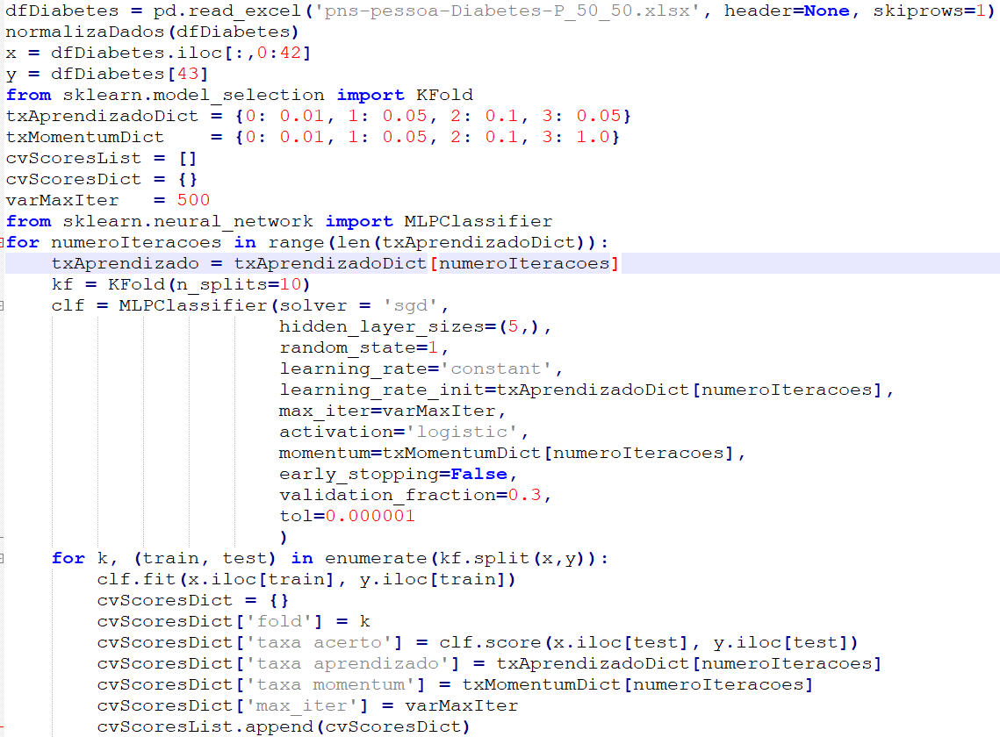 dfDiabetes = pd.read_excel('pns-pessoa-Diabetes-P_50_50.xlsx', header=None, skiprows=1)
normalizaDados(dfDiabetes)
x = dfDiabetes.iloc[:,0:42]
y = dfDiabetes[43]
from sklearn.model_selection import KFold
txAprendizadoDict = {0: 0.01, 1: 0.05, 2: 0.1, 3: 0.05}
txMomentumDict    = {0: 0.01, 1: 0.05, 2: 0.1, 3: 1.0}
cvScoresList = []
cvScoresDict = {}
varMaxIter   = 500
from sklearn.neural_network import MLPClassifier
for numeroIteracoes in range(len(txAprendizadoDict)):
    txAprendizado = txAprendizadoDict[numeroIteracoes]
    kf = KFold(n_splits=10)
    clf = MLPClassifier(solver = 'sgd',
                        hidden_layer_sizes=(5,),
                        random_state=1,
                        learning_rate='constant',
                        learning_rate_init=txAprendizadoDict[numeroIteracoes],
                        max_iter=varMaxIter,
                        activation='logistic',
                        momentum=txMomentumDict[numeroIteracoes],
                        early_stopping=False,
                        validation_fraction=0.3,
                        tol=0.000001
                        )
    for k, (train, test) in enumerate(kf.split(x,y)):
        clf.fit(x.iloc[train], y.iloc[train])
        cvScoresDict = {}
        cvScoresDict['fold'] = k
        cvScoresDict['taxa acerto'] = clf.score(x.iloc[test], y.iloc[test])
        cvScoresDict['taxa aprendizado'] = txAprendizadoDict[numeroIteracoes]
        cvScoresDict['taxa momentum'] = txMomentumDict[numeroIteracoes]
        cvScoresDict['max_iter'] = varMaxIter
        cvScoresList.append(cvScoresDict)